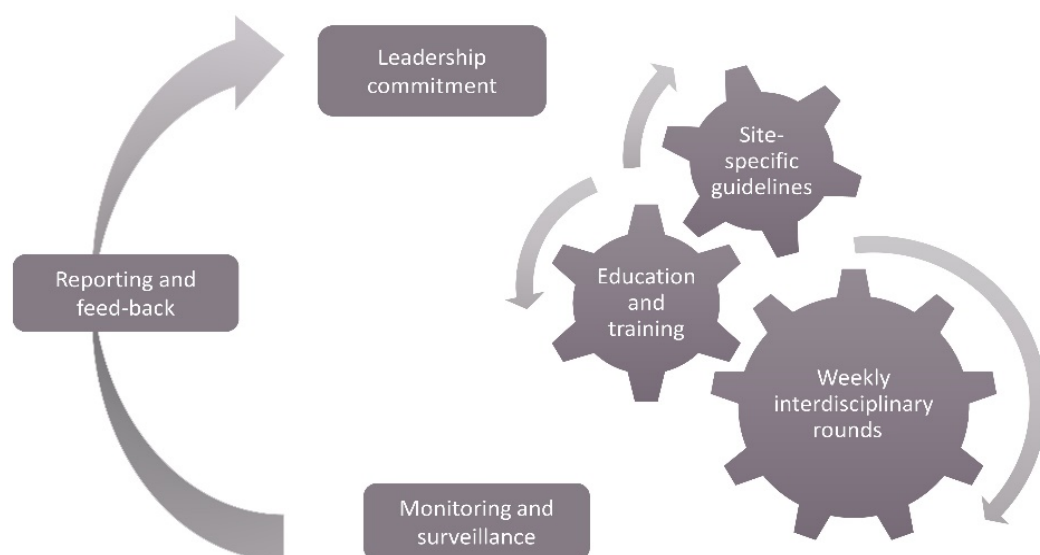 Leadership
commitment
Site-
specific
guidelines
Reporting and
feed-back
Education
and
training
Weekly
interdisciplinary
rounds
Monitoring and
surveillance